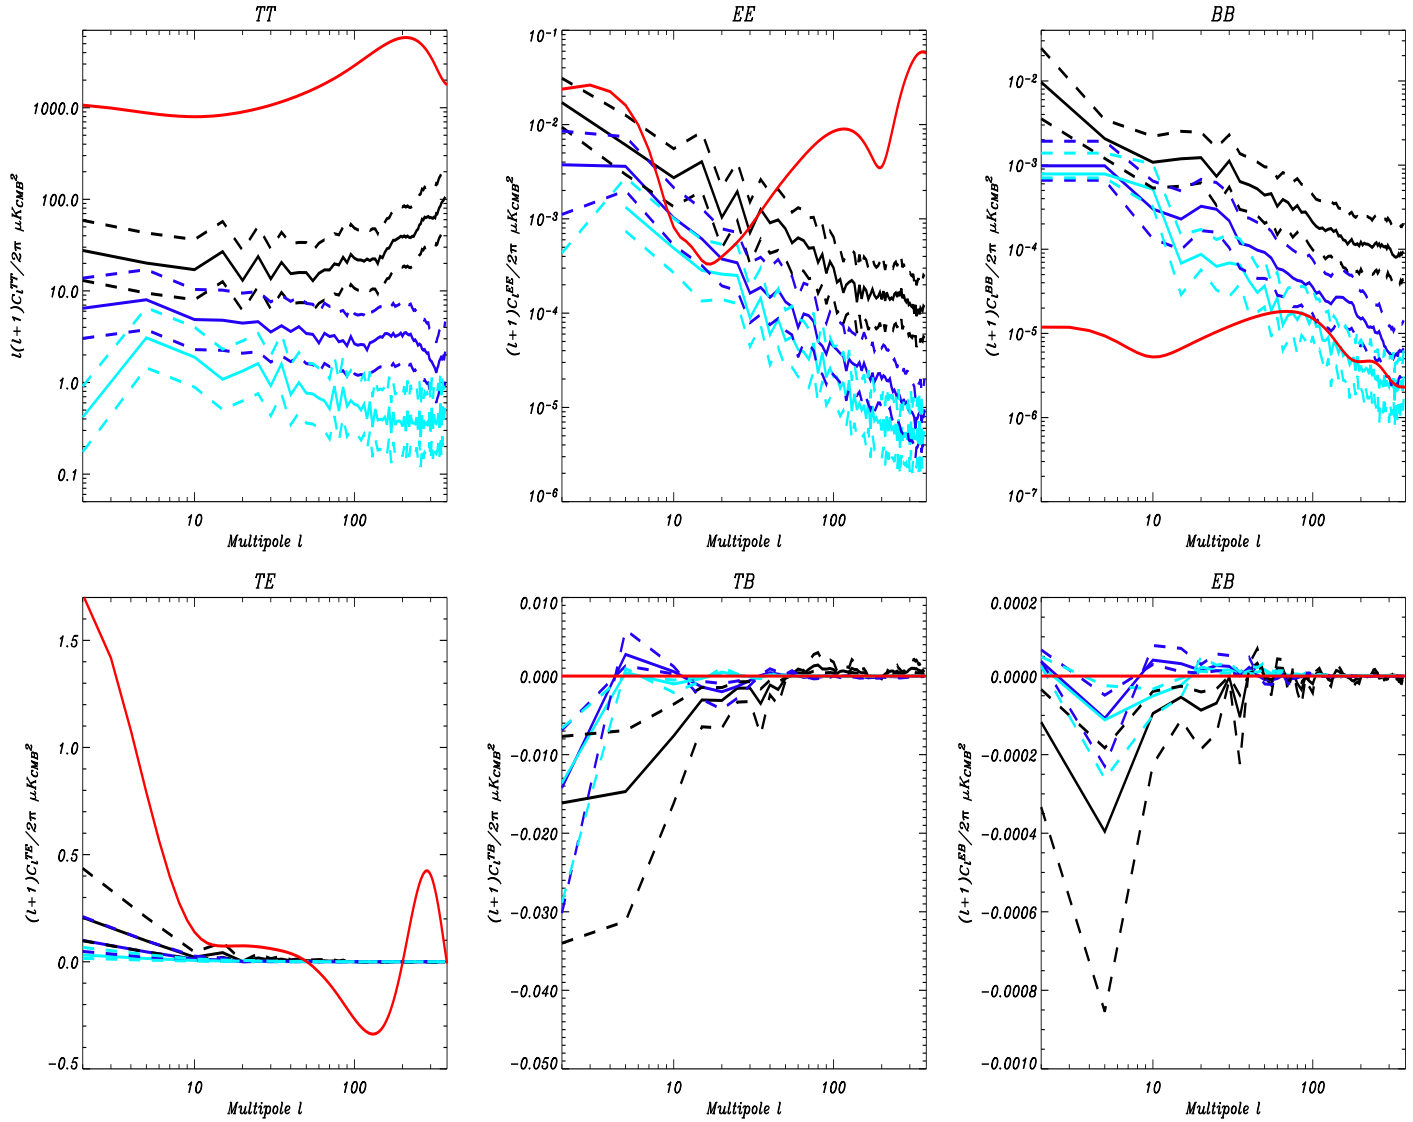 TT
l(l+1)C_l^TT/2π μK_CMB^2
1000.0
100.0
10.0
1.0
0.1
10 100
Multipole l
EE
(l+1)C_l^EE/2π μK_CMB^2
10^-1
10^-2
10^-3
10^-4
10^-5
10^-6
10 100
Multipole l
BB
(l+1)C_l^BB/2π μK_CMB^2
10^-2
10^-3
10^-4
10^-5
10^-6
10^-7
10 100
Multipole l
TE
(l+1)C_l^TE/2π μK_CMB^2
1.5
1.0
0.5
0.0
-0.5
10 100
Multipole l
TB
(l+1)C_l^TB/2π μK_CMB^2
0.010
0.000
-0.010
-0.020
-0.030
-0.040
-0.050
10 100
Multipole l
EB
(l+1)C_l^EB/2π μK_CMB^2
0.0002
0.0000
-0.0002
-0.0004
-0.0006
-0.0008
-0.0010
10 100
Multipole l